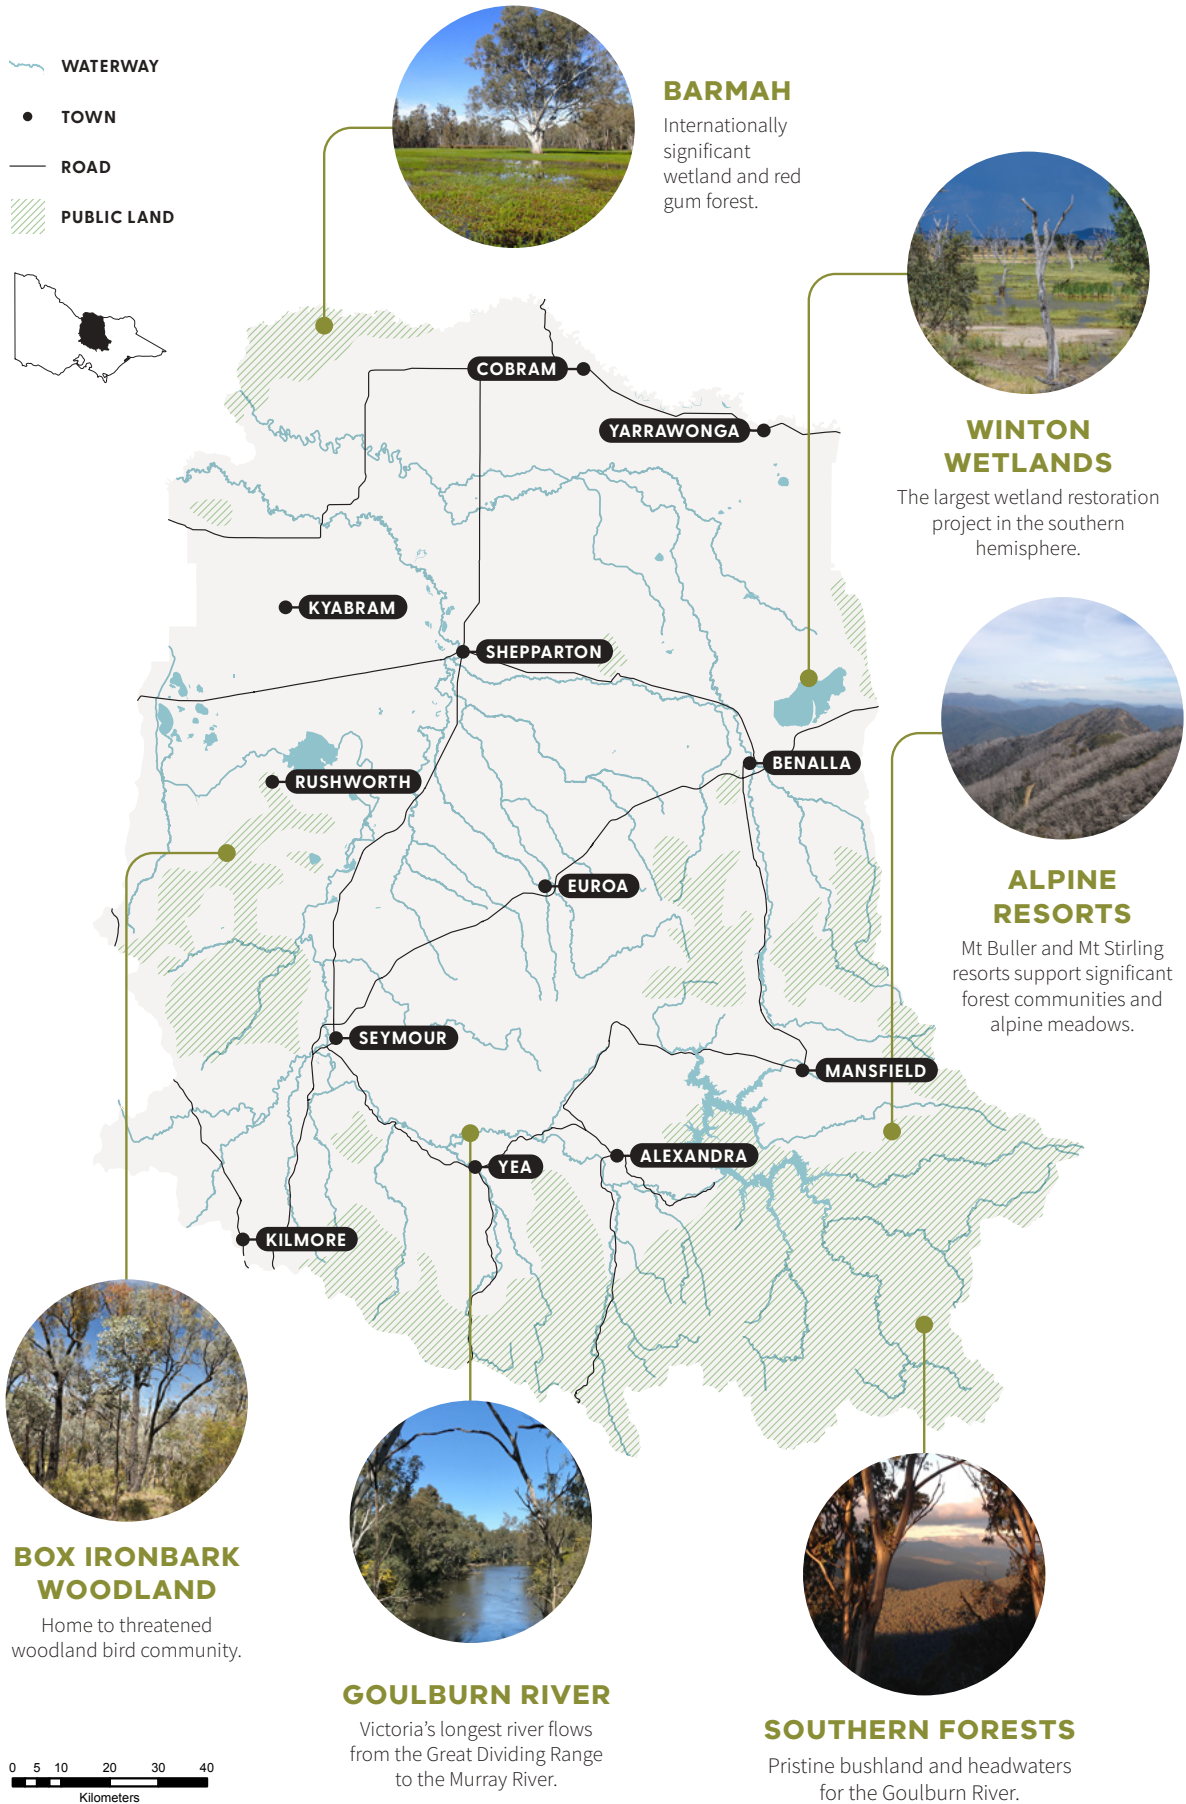 WATERWAY
TOWN
ROAD
PUBLIC LAND
BARMAH
Internationally
significant
wetland and red
gum forest.
WINTON
WETLANDS
The largest wetland restoration
project in the southern
hemisphere.
COBRAM
YARRAWONGA
KYABRAM
SHEPPARTON
BENALLA
RUSHWORTH
EUROA
ALPINE
RESORTS
Mt Buller and Mt Stirling
resorts support significant
forest communities and
alpine meadows.
SEYMOUR
MANSFIELD
ALEXANDRA
YEA
KILMORE
BOX IRONBARK
WOODLAND
Home to threatened
woodland bird community.
GOULBURN RIVER
Victoria’s longest river flows
from the Great Dividing Range
to the Murray River.
SOUTHERN FORESTS
Pristine bushland and headwaters
for the Goulburn River.
0 5 10 20 30 40
Kilometers